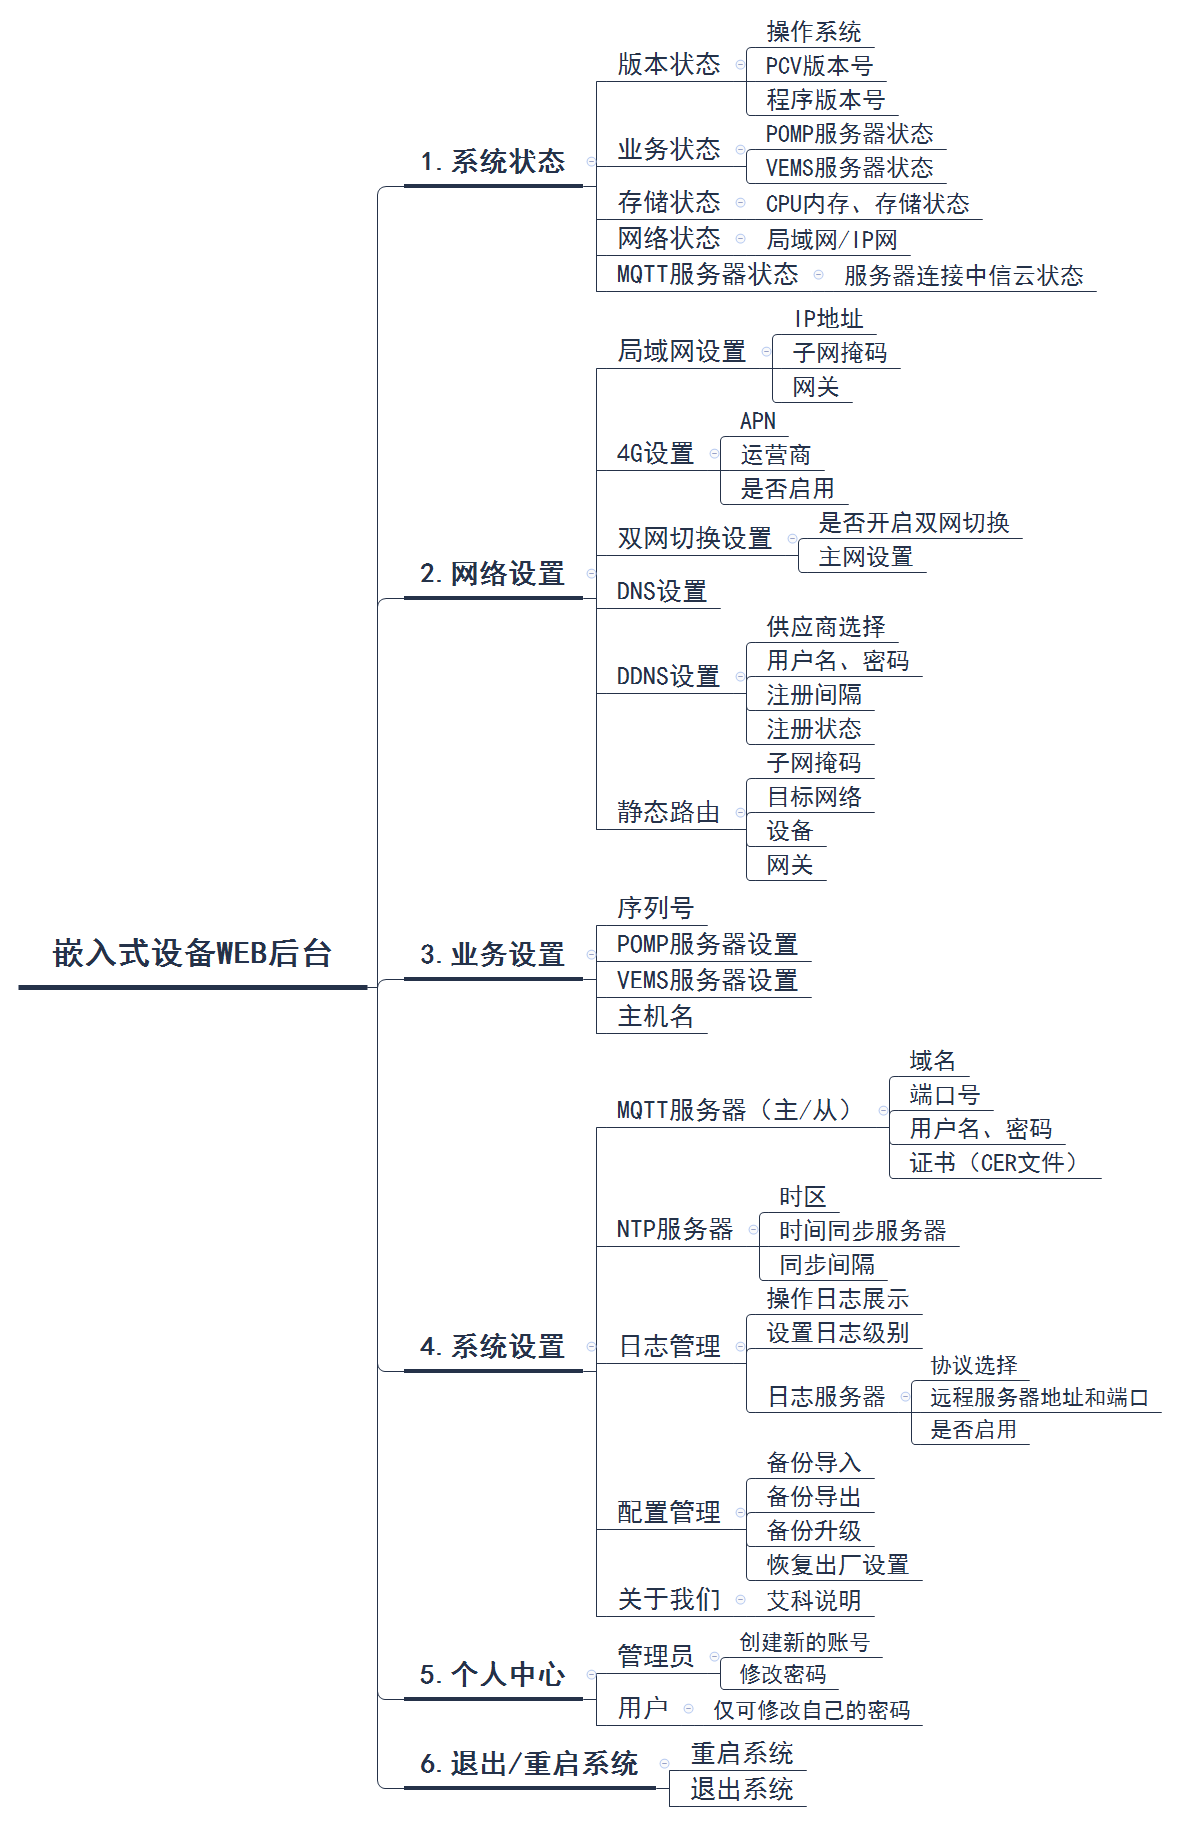 嵌入式设备WEB后台
1.系统状态
版本状态
操作系统
PCV版本号
程序版本号
业务状态
POMP服务器状态
VEMS服务器状态
存储状态
CPU内存、存储状态
网络状态
局域网/IP网
MQTT服务器状态
服务器连接中信云状态
2.网络设置
局域网设置
IP地址
子网掩码
网关
4G设置
APN
运营商
是否启用
双网切换设置
是否开启双网切换
主网设置
DNS设置
DDNS设置
供应商选择
用户名、密码
注册间隔
注册状态
静态路由
子网掩码
目标网络
设备
网关
3.业务设置
序列号
POMP服务器设置
VEMS服务器设置
主机名
4.系统设置
MQTT服务器（主/从）
域名
端口号
用户名、密码
证书（CER文件）
NTP服务器
时区
时间同步服务器
同步间隔
日志管理
操作日志展示
设置日志级别
日志服务器
协议选择
远程服务器地址和端口
是否启用
配置管理
备份导入
备份导出
备份升级
恢复出厂设置
关于我们
艾科说明
5.个人中心
管理员
创建新的账号
修改密码
用户
仅可修改自己的密码
6.退出/重启系统
重启系统
退出系统